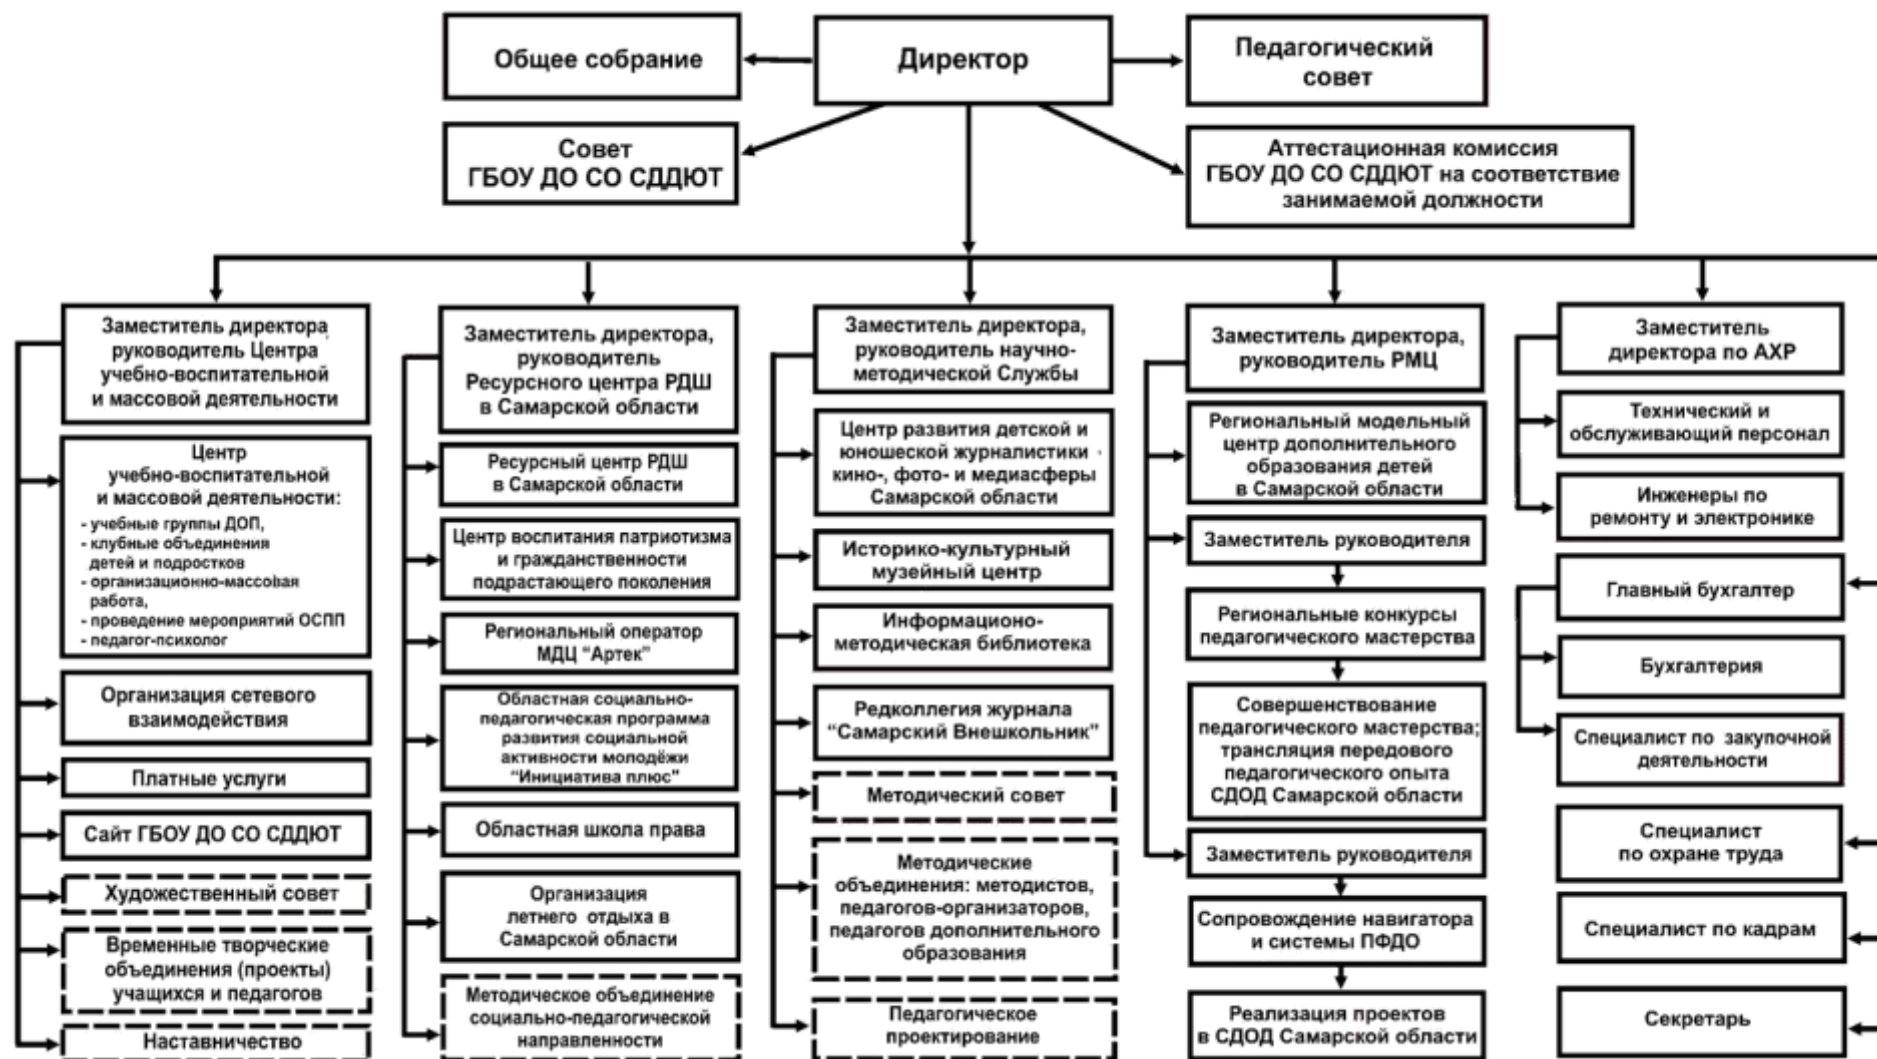 Общее собрание
Директор
Педагогический
совет
Совет
ГБОУ ДО СО СДДЮТ
Аттестационная комиссия
ГБОУ ДО СО СДДЮТ на соответствие
занимаемой должности
Заместитель директора,
руководитель Центра
учебно-воспитательной
и массовой деятельности
Центр
учебно-воспитательной
и массовой деятельности:
- учебные группы ДОП,
- клубные объединения
детей и подростков
- организационно-массовая
работа,
- проведение мероприятий ОСПП
- педагог-психолог
Организация сетевого
взаимодействия
Платные услуги
Сайт ГБОУ ДО СО СДДЮТ
Художественный совет
Временные творческие
объединения (проекты)
учащихся и педагогов
Наставничество
Заместитель директора,
руководитель
Ресурсного центра РДШ
в Самарской области
Ресурсный центр РДШ
в Самарской области
Центр воспитания патриотизма
и гражданственности
подрастающего поколения
Региональный оператор
МДЦ “Артек”
Областная социально-
педагогическая программа
развития социальной
активности молодёжи
“Инициатива плюс”
Областная школа права
Организация
летнего отдыха в
Самарской области
Методическое объединение
социально-педагогической
направленности
Заместитель директора,
руководитель научно-
методической Службы
Центр развития детской и
юношеской журналистики
кино-, фото- и медиасферы
Самарской области
Историко-культурный
музейный центр
Информационо-
методическая библиотека
Редколлегия журнала
“Самарский Внешкольник”
Методический совет
Методические
объединения: методистов,
педагогов-организаторов,
педагогов дополнительного
образования
Педагогическое
проектирование
Заместитель директора,
руководитель РМЦ
Региональный модельный
центр дополнительного
образования детей
в Самарской области
Заместитель руководителя
Региональные конкурсы
педагогического мастерства
Совершенствование
педагогического мастерства;
трансляция передового
педагогического опыта
СДОД Самарской области
Заместитель руководителя
Сопровождение навигатора
и системы ПФДО
Реализация проектов
в СДОД Самарской области
Заместитель
директора по АХР
Технический и
обслуживающий персонал
Инженеры по
ремонту и электронике
Главный бухгалтер
Бухгалтерия
Специалист по закупочной
деятельности
Специалист
по охране труда
Специалист по кадрам
Секретарь